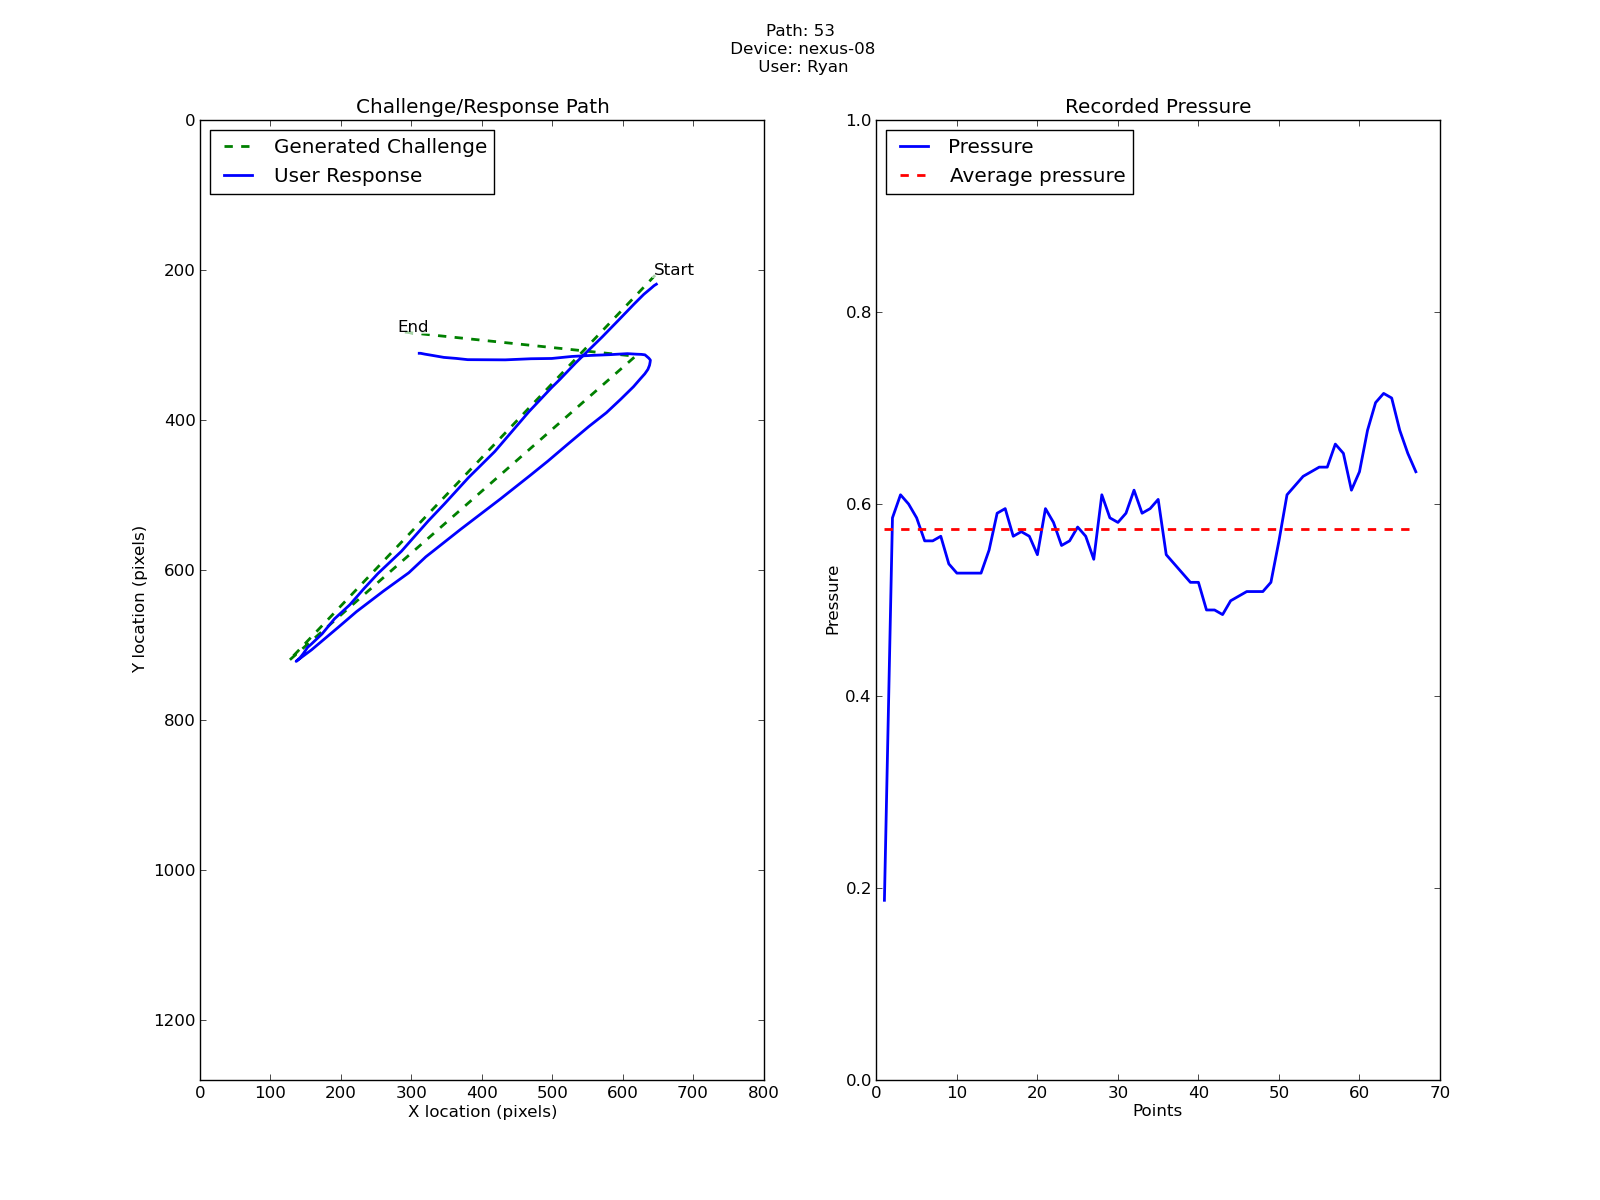 Path: 53
Device: nexus-08
User: Ryan
Challenge/Response Path
Generated Challenge
User Response
Start
End
0
200
400
600
800
1000
1200
Y location (pixels)
0 100 200 300 400 500 600 700 800
X location (pixels)
Recorded Pressure
Pressure
Average pressure
1.0
0.8
0.6
0.4
0.2
0.0
Pressure
0 10 20 30 40 50 60 70
Points